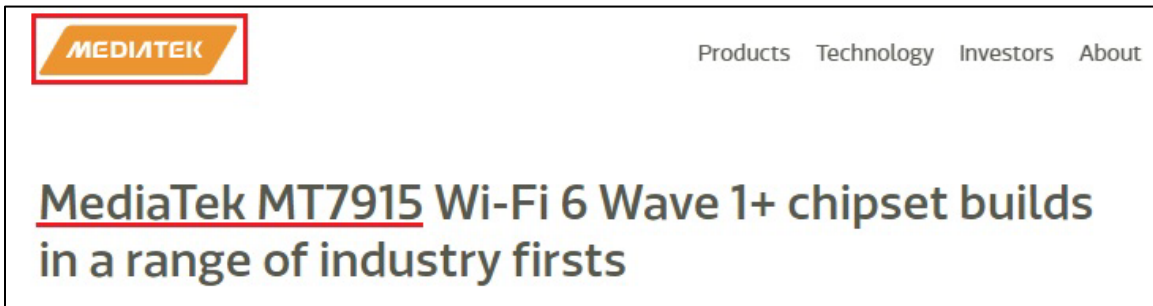 MEDIATEK
Products Technology Investors About
MediaTek MT7915 Wi-Fi 6 Wave 1+ chipset builds
in a range of industry firsts